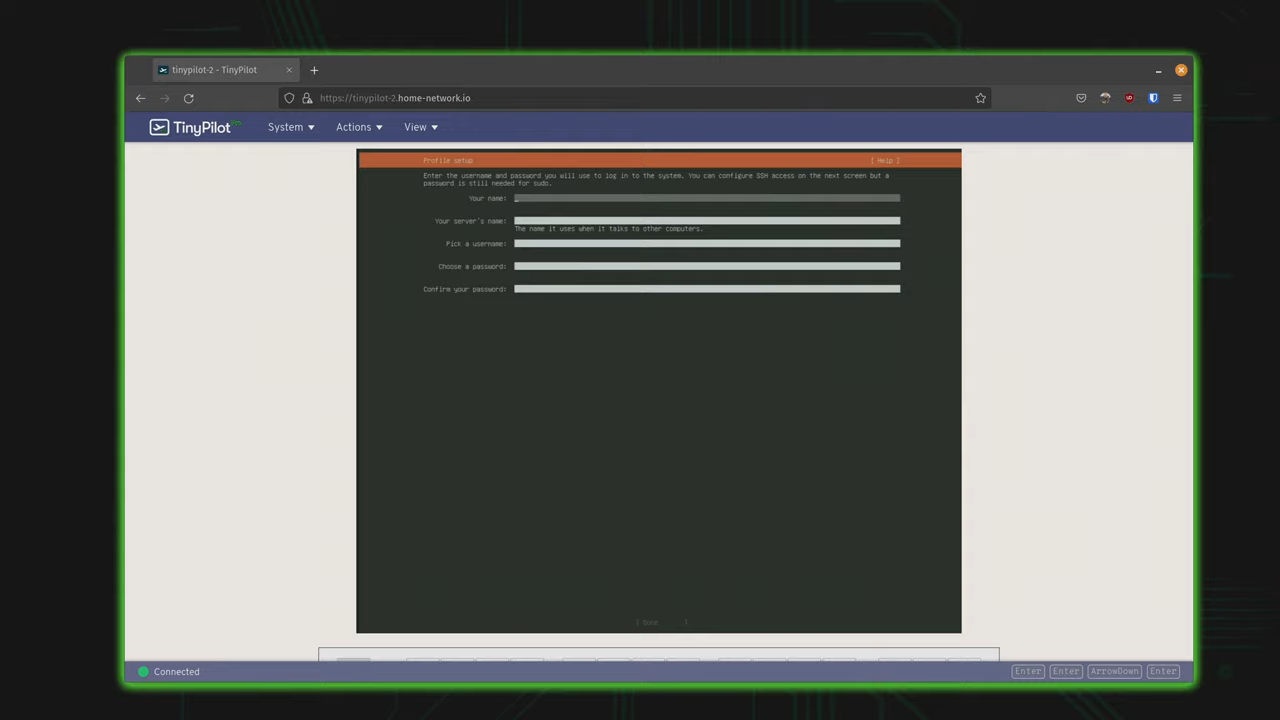 tinypilot-2 - TinyPilot
https://tinypilot-2.home-network.io
TinyPilot Pro System Actions View
Profile setup [ Help ]
Enter the username and password you will use to log in to the system. You can configure SSH access on the next screen but a
password is still needed for sudo.
Your name:
Your server's name:
The name it uses when it talks to other computers.
Pick a username:
Choose a password:
Confirm your password:
[ Done ]
Connected Enter Enter ArrowDown Enter